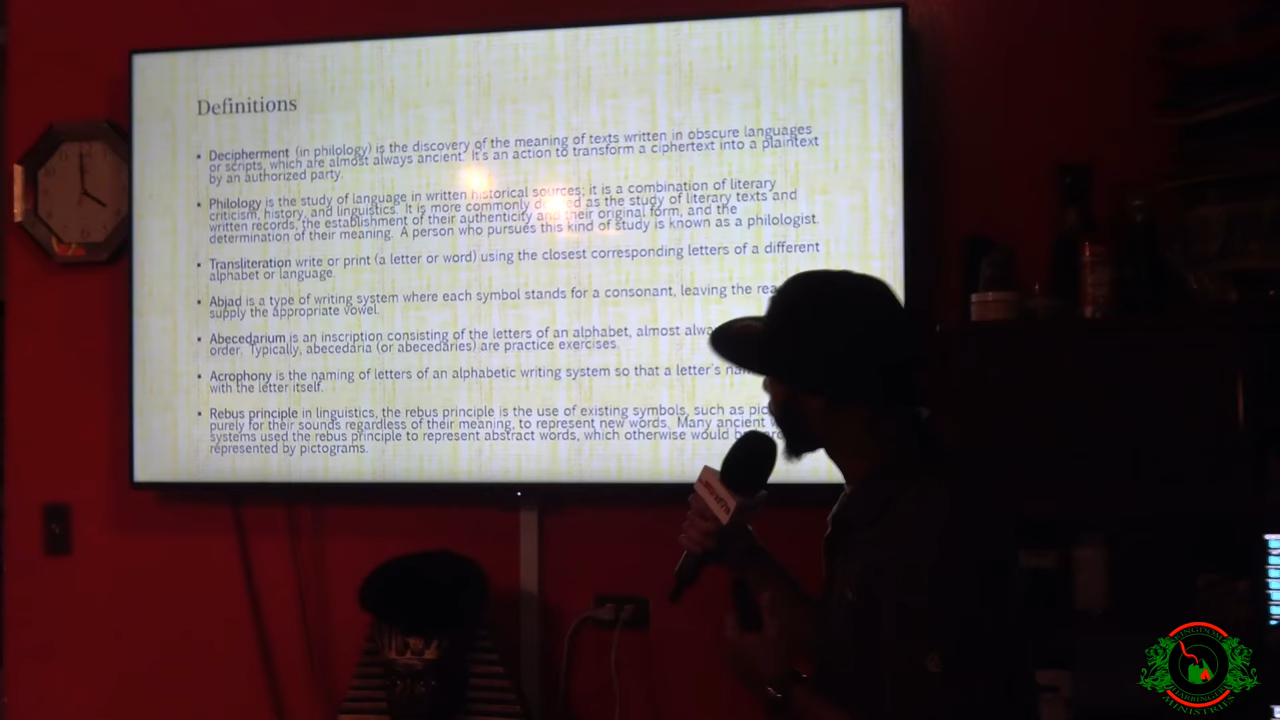 Definitions
• Decipherment (in philology) is the discovery of the meaning of texts written in obscure languages
or scripts, which are almost always ancient. It's an action to transform a ciphertext into a plaintext
by an authorized party.
• Philology is the study of language in written historical sources; it is a combination of literary
criticism, history, and linguistics. It is more commonly as the study of literary texts and
written records, the establishment of their authenticity and their original form, and the
determination of their meaning. A person who pursues this kind of study is known as a philologist.
• Transliteration write or print (a letter or word) using the closest corresponding letters of a different
alphabet or language.
• Abjad is a type of writing system where each symbol stands for a consonant, leaving the
supply the appropriate vowel.
• Abecedarium is an inscription consisting of the letters of an alphabet, almost
order. Typically, abecedaria (or abecedaries) are practice exercises.
• Acrophony is the naming of letters of an alphabetic writing system so that a letter's
with the letter itself.
• Rebus principle in linguistics, the rebus principle is the use of existing symbols, such as
purely for their sounds regardless of their meaning, to represent new words. Many ancient
systems used the rebus principle to represent abstract words, which otherwise would
represented by pictograms.
KINGDOM
HARBINGER
MINISTRIES